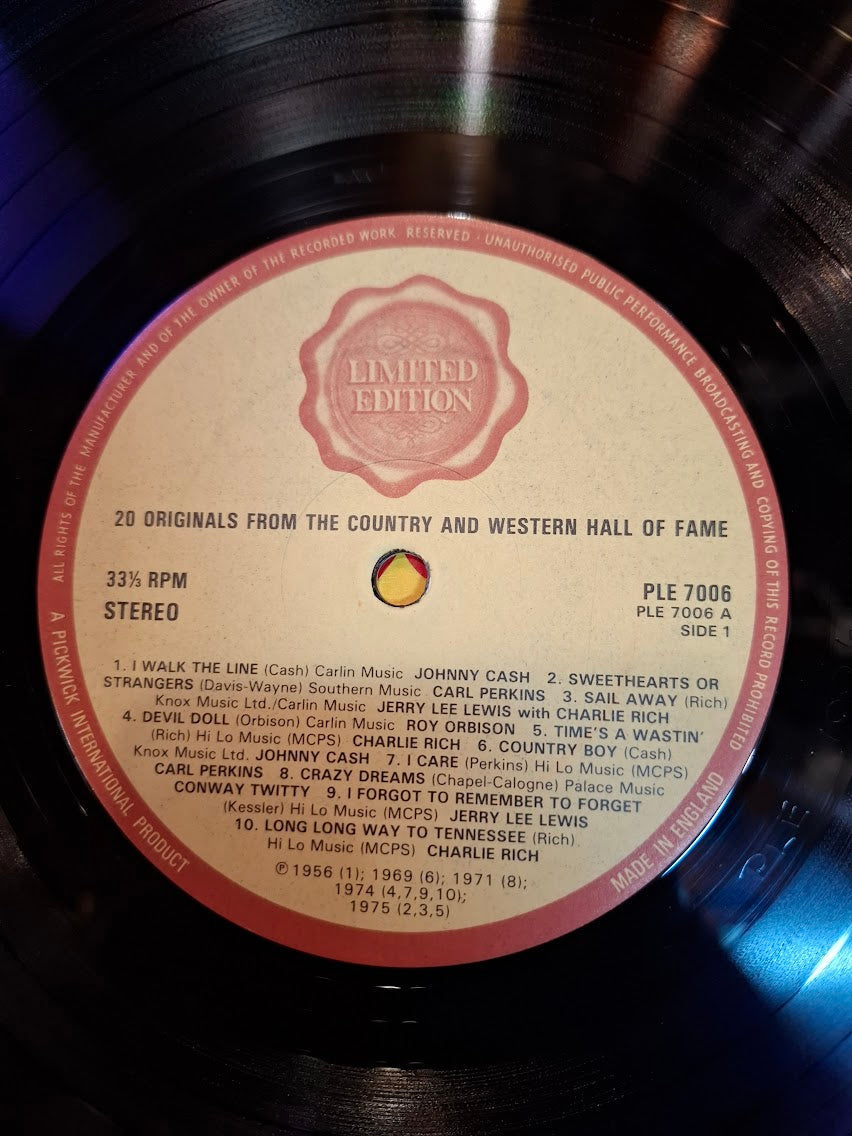 ALL RIGHTS OF THE MANUFACTURER AND OF THE OWNER OF THE RECORDED WORK RESERVED · UNAUTHORISED PUBLIC PERFORMANCE BROADCASTING AND COPYING OF THIS RECORD PROHIBITED
LIMITED
EDITION
20 ORIGINALS FROM THE COUNTRY AND WESTERN HALL OF FAME
33⅓ RPM
STEREO
PLE 7006
PLE 7006 A
SIDE 1
1. I WALK THE LINE (Cash) Carlin Music JOHNNY CASH 2. SWEETHEARTS OR
STRANGERS (Davis-Wayne) Southern Music CARL PERKINS 3. SAIL AWAY (Rich)
Knox Music Ltd./Carlin Music JERRY LEE LEWIS with CHARLIE RICH
4. DEVIL DOLL (Orbison) Carlin Music ROY ORBISON 5. TIME'S A WASTIN'
(Rich) Hi Lo Music (MCPS) CHARLIE RICH 6. COUNTRY BOY (Cash)
Knox Music Ltd. JOHNNY CASH 7. I CARE (Perkins) Hi Lo Music (MCPS)
CARL PERKINS 8. CRAZY DREAMS (Chapel-Calogne) Palace Music
CONWAY TWITTY 9. I FORGOT TO REMEMBER TO FORGET
(Kessler) Hi Lo Music (MCPS) JERRY LEE LEWIS
10. LONG LONG WAY TO TENNESSEE (Rich)
Hi Lo Music (MCPS) CHARLIE RICH
℗ 1956 (1); 1969 (6); 1971 (8);
1974 (4,7,9,10);
1975 (2,3,5)
A PICKWICK INTERNATIONAL PRODUCT
MADE IN ENGLAND
PLE